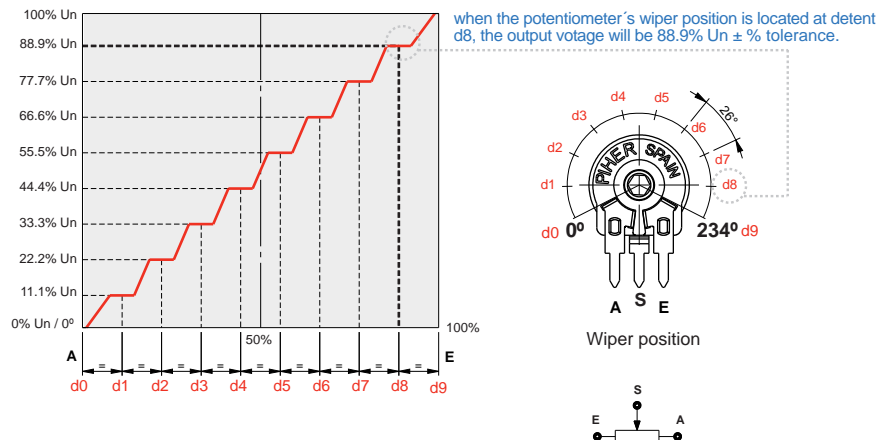 when the potentiometer´s wiper position is located at detent
d8, the output votage will be 88.9% Un ± % tolerance.
100% Un
88.9% Un
77.7% Un
66.6% Un
55.5% Un
44.4% Un
33.3% Un
22.2% Un
11.1% Un
0% Un / 0º
50%
100%
A
E
= = = = = = = = =
d0 d1 d2 d3 d4 d5 d6 d7 d8 d9
d4 d5
d3 d6
26°
d2 d7
d1 d8
PIHER SPAIN
d0 0º
234º d9
A S E
Wiper position
S
E A